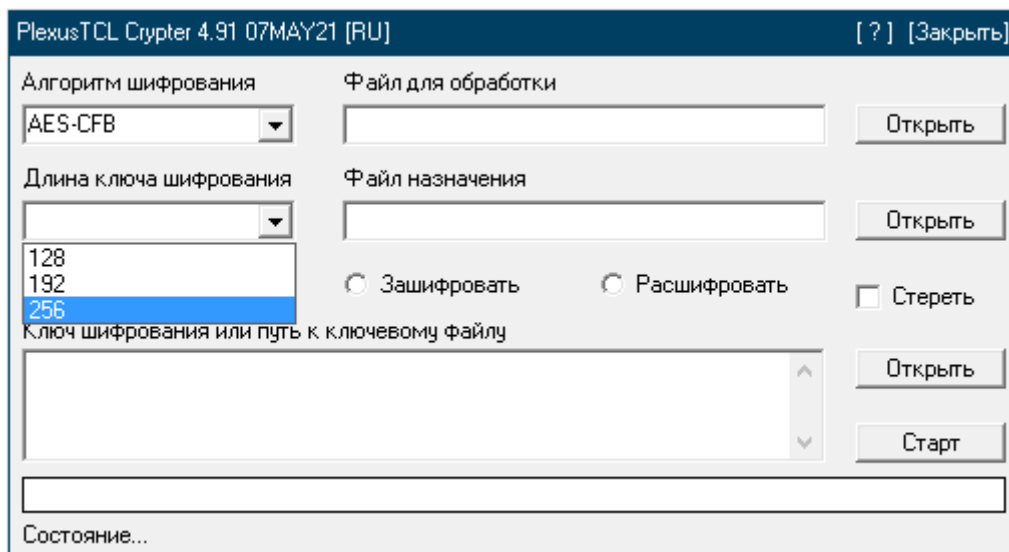 PlexusTCL Crypter 4.91 07MAY21 [RU] [ ? ] [Закрыть]
Алгоритм шифрования Файл для обработки
AES-CFB Открыть
Длина ключа шифрования Файл назначения
Открыть
128
192 Зашифровать Расшифровать Стереть
256
Ключ шифрования или путь к ключевому файлу
Открыть
Старт
Состояние...